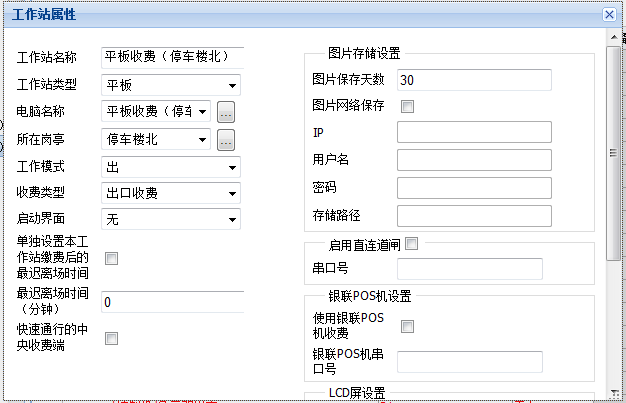 工作站属性
工作站名称
平板收费（停车楼北）
工作站类型
平板
电脑名称
平板收费（停车
...
所在岗亭
停车楼北
...
工作模式
出
收费类型
出口收费
启动界面
无
单独设置本工
作站缴费后的
最迟离场时间
最迟离场时间
（分钟）
0
快速通行的中
央收费端
图片存储设置
图片保存天数
30
图片网络保存
IP
用户名
密码
存储路径
启用直连道闸
串口号
银联POS机设置
使用银联POS
机收费
银联POS机串
口号
LCD屏设置